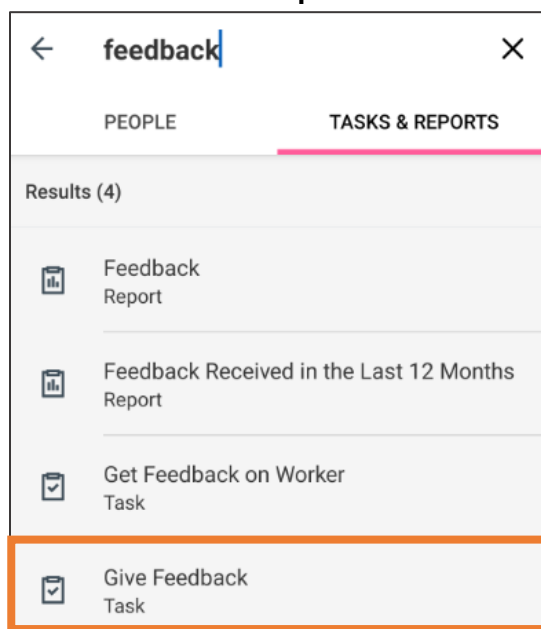 feedback
PEOPLE TASKS & REPORTS
Results (4)
Feedback
Report
Feedback Received in the Last 12 Months
Report
Get Feedback on Worker
Task
Give Feedback
Task